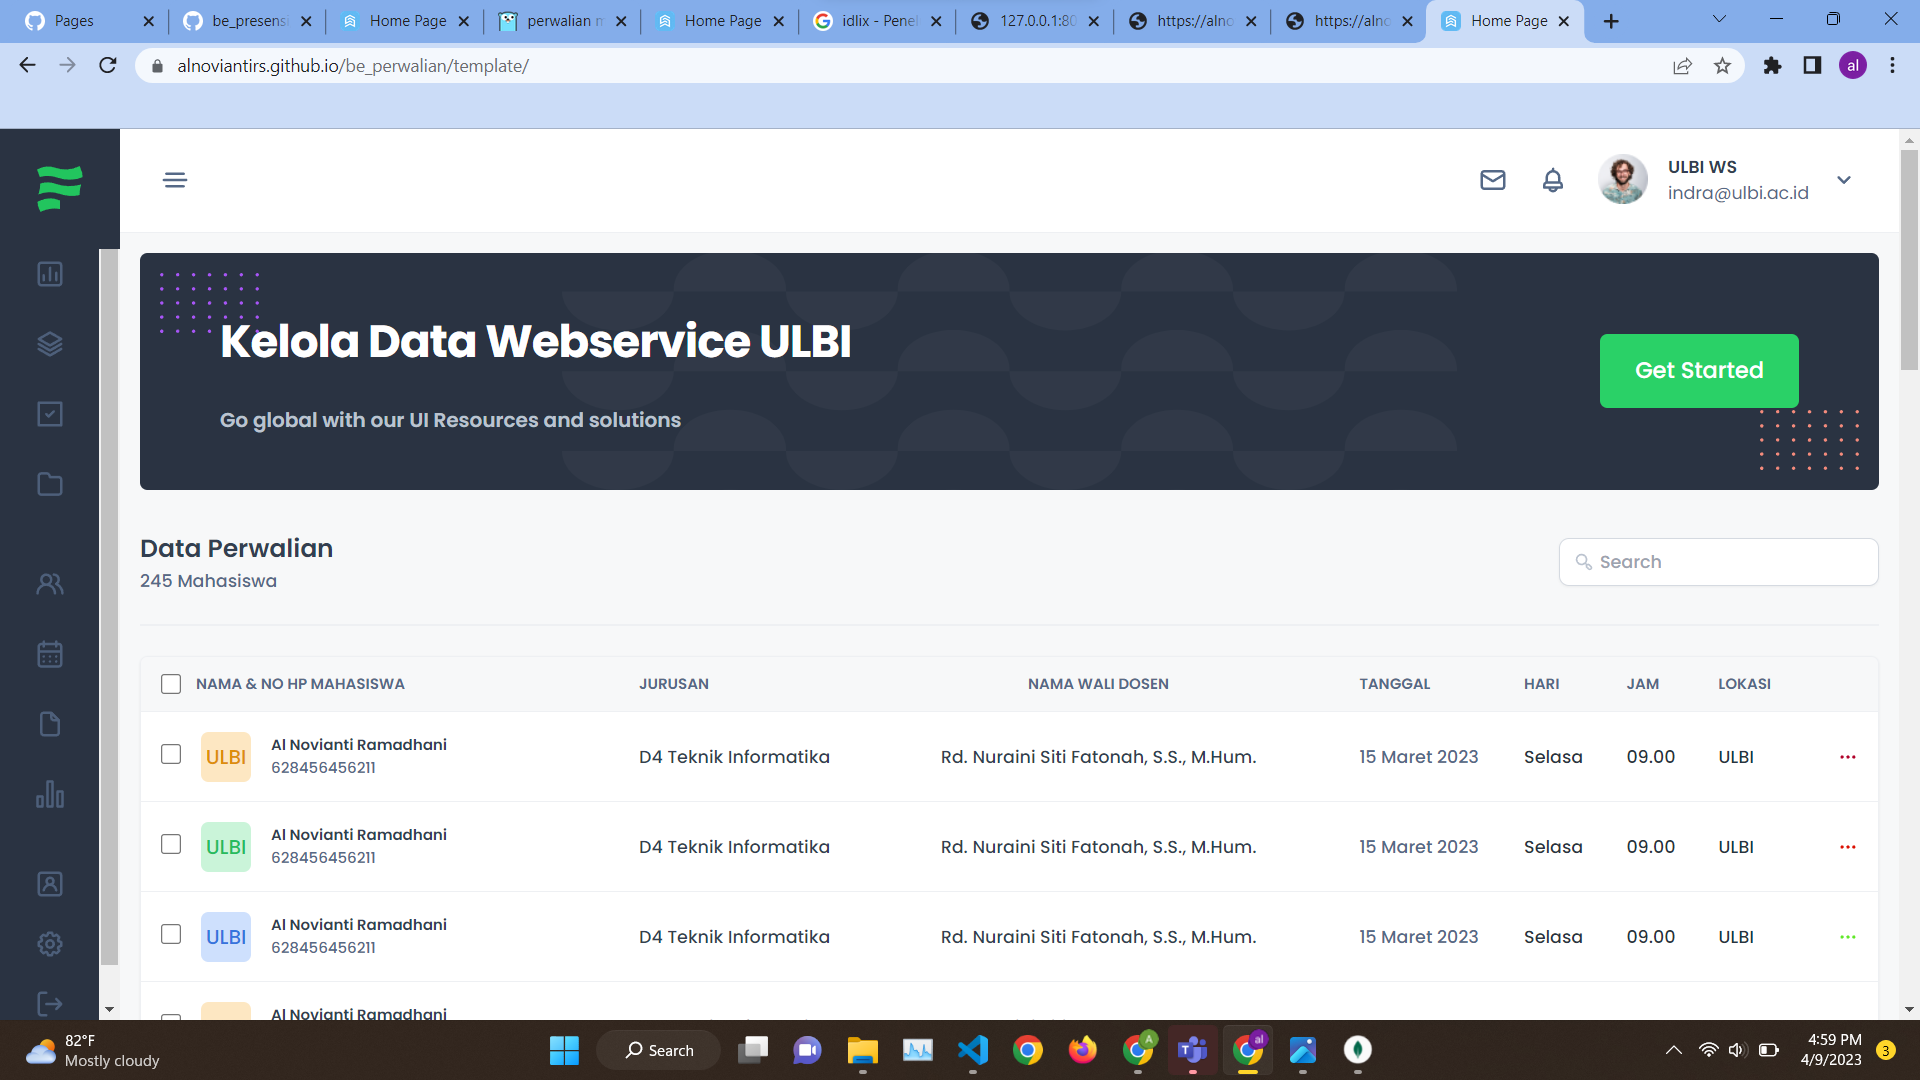 Pages
be_presens
Home Page
perwalian m
Home Page
idlix - Penel
127.0.0.1:80
https://alno
https://alno
Home Page
alnoviantirs.github.io/be_perwalian/template/
al
ULBI WS
indra@ulbi.ac.id
Kelola Data Webservice ULBI
Go global with our UI Resources and solutions
Get Started
Data Perwalian
245 Mahasiswa
Search
NAMA & NO HP MAHASISWA JURUSAN NAMA WALI DOSEN TANGGAL HARI JAM LOKASI
ULBI
Al Novianti Ramadhani
628456456211
D4 Teknik Informatika Rd. Nuraini Siti Fatonah, S.S., M.Hum. 15 Maret 2023 Selasa 09.00 ULBI ...
ULBI
Al Novianti Ramadhani
628456456211
D4 Teknik Informatika Rd. Nuraini Siti Fatonah, S.S., M.Hum. 15 Maret 2023 Selasa 09.00 ULBI ...
ULBI
Al Novianti Ramadhani
628456456211
D4 Teknik Informatika Rd. Nuraini Siti Fatonah, S.S., M.Hum. 15 Maret 2023 Selasa 09.00 ULBI ...
Al Novianti Ramadhani
82°F
Mostly cloudy
Search
A
al
4:59 PM
4/9/2023
3